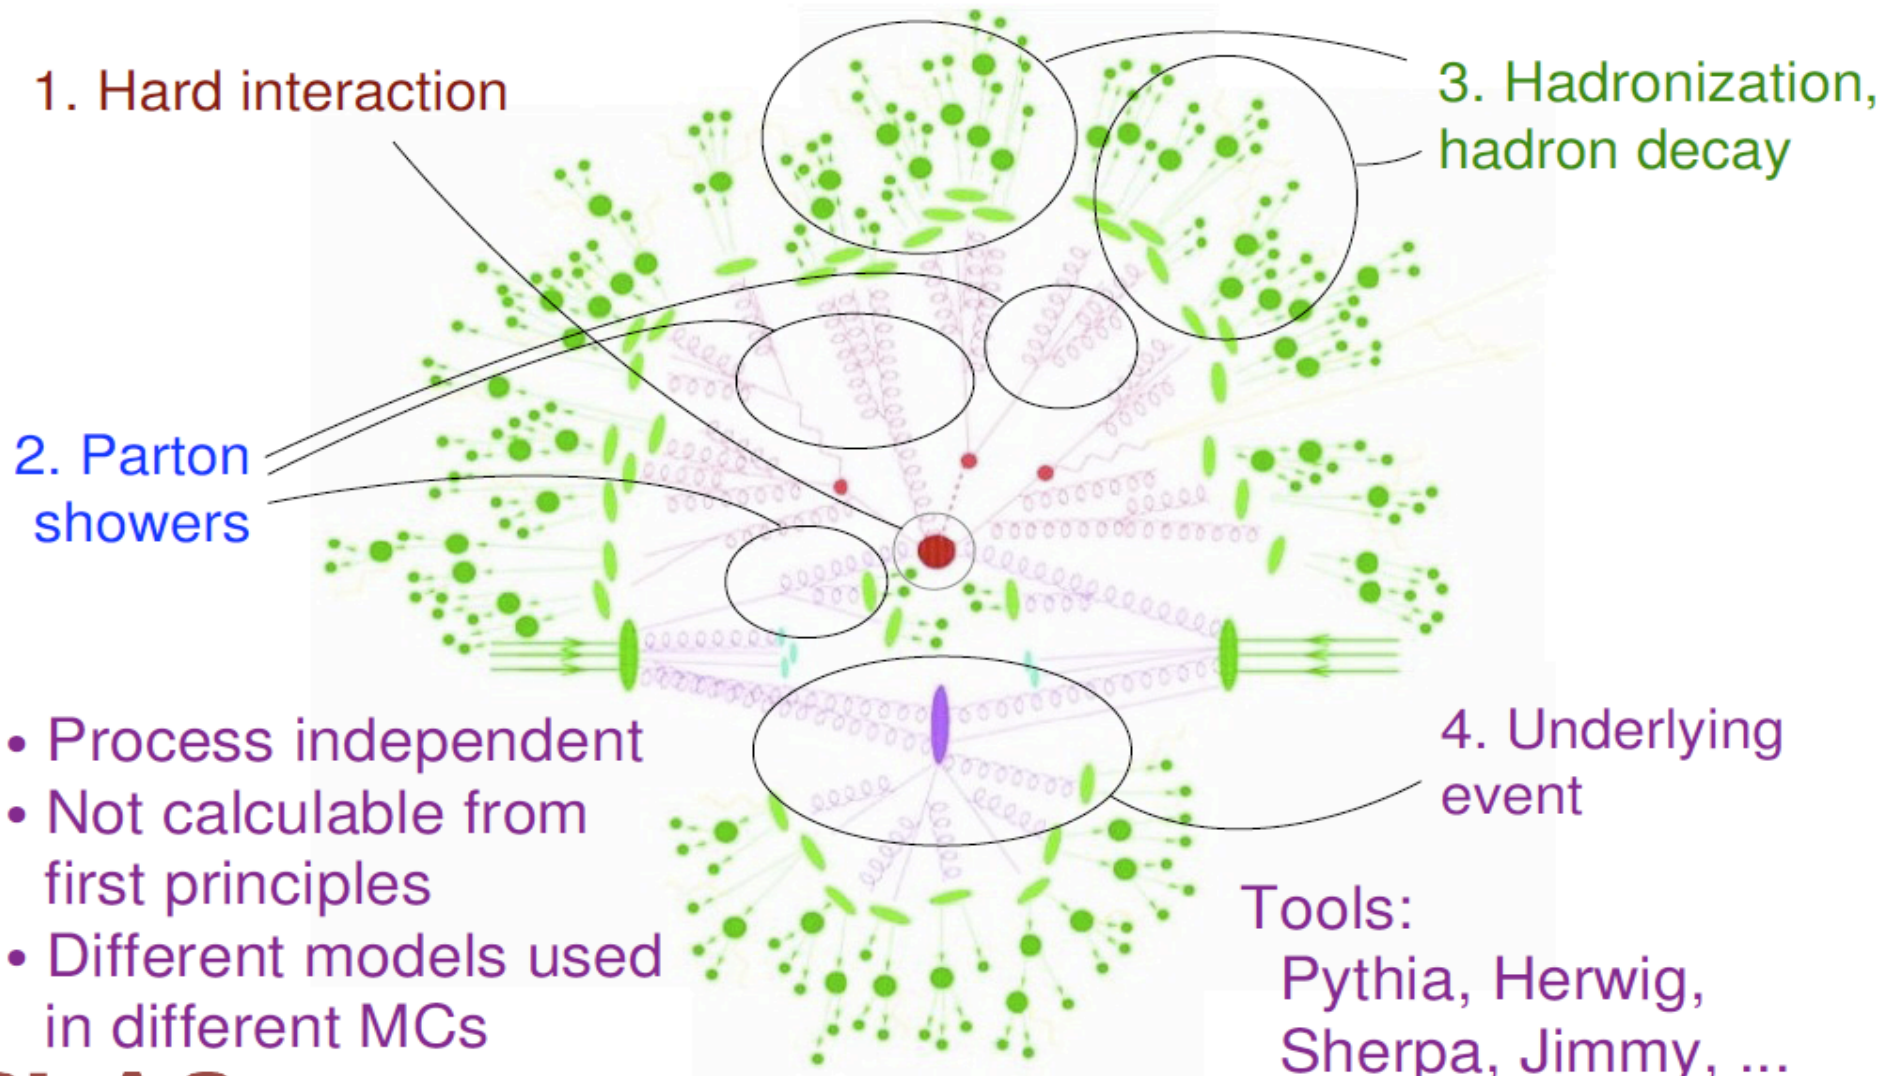 1. Hard interaction
3. Hadronization,
hadron decay
2. Parton
showers
• Process independent
• Not calculable from
first principles
• Different models used
in different MCs
4. Underlying
event
Tools:
Pythia, Herwig,
Sherpa, Jimmy, ...